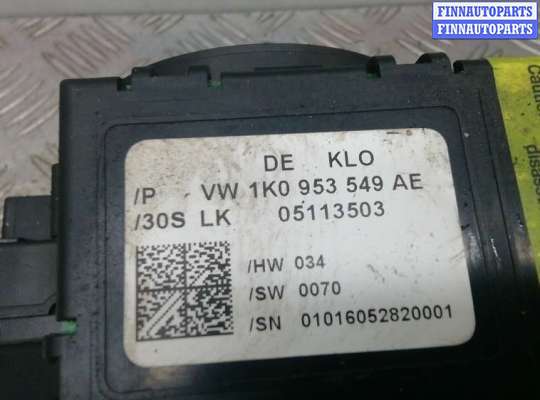 FINNAUTOPARTS
FINNAUTOPARTS
DE KLO
/P - VW 1K0 953 549 AE
/30S LK 05113503
/HW 034
/SW 0070
/SN 01016052820001